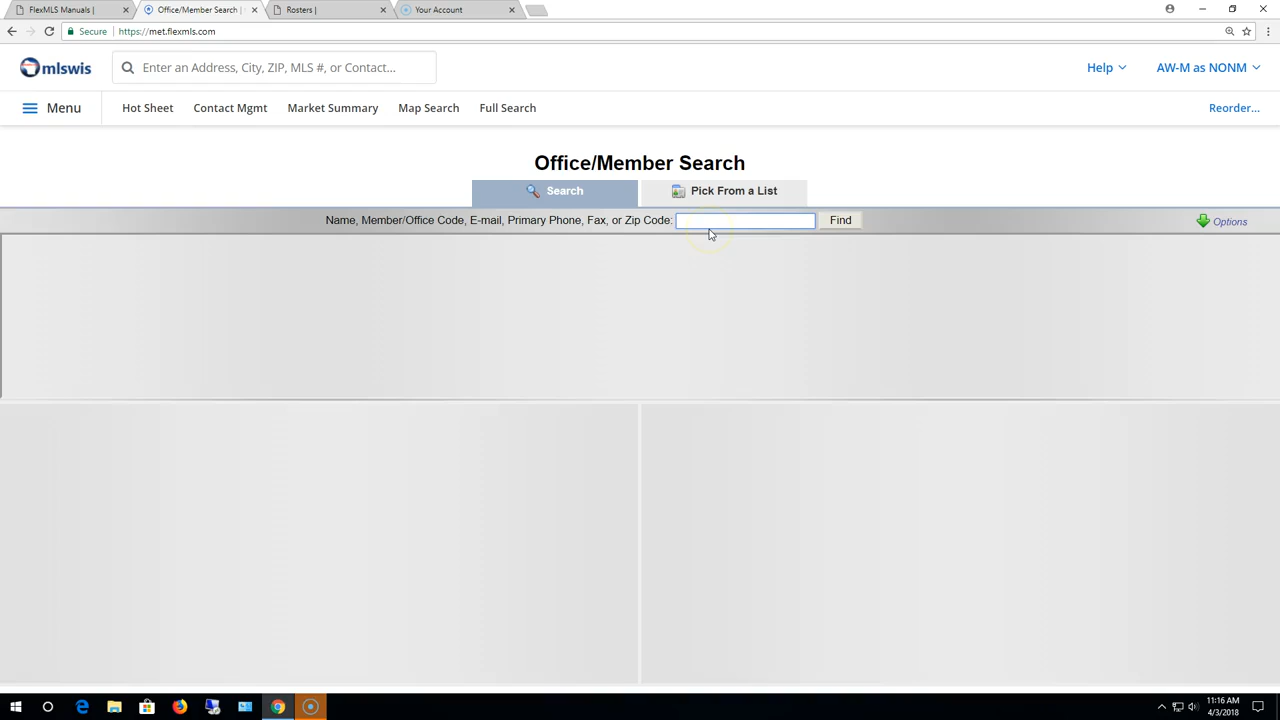 FlexMLS Manuals |
Office/Member Search |
Rosters |
Your Account
Secure | https://met.flexmls.com
mlswis
Enter an Address, City, ZIP, MLS #, or Contact...
Help
AW-M as NONM
Menu
Hot Sheet
Contact Mgmt
Market Summary
Map Search
Full Search
Reorder...
Office/Member Search
Search
Pick From a List
Name, Member/Office Code, E-mail, Primary Phone, Fax, or Zip Code:
Find
Options
11:16 AM
4/3/2018